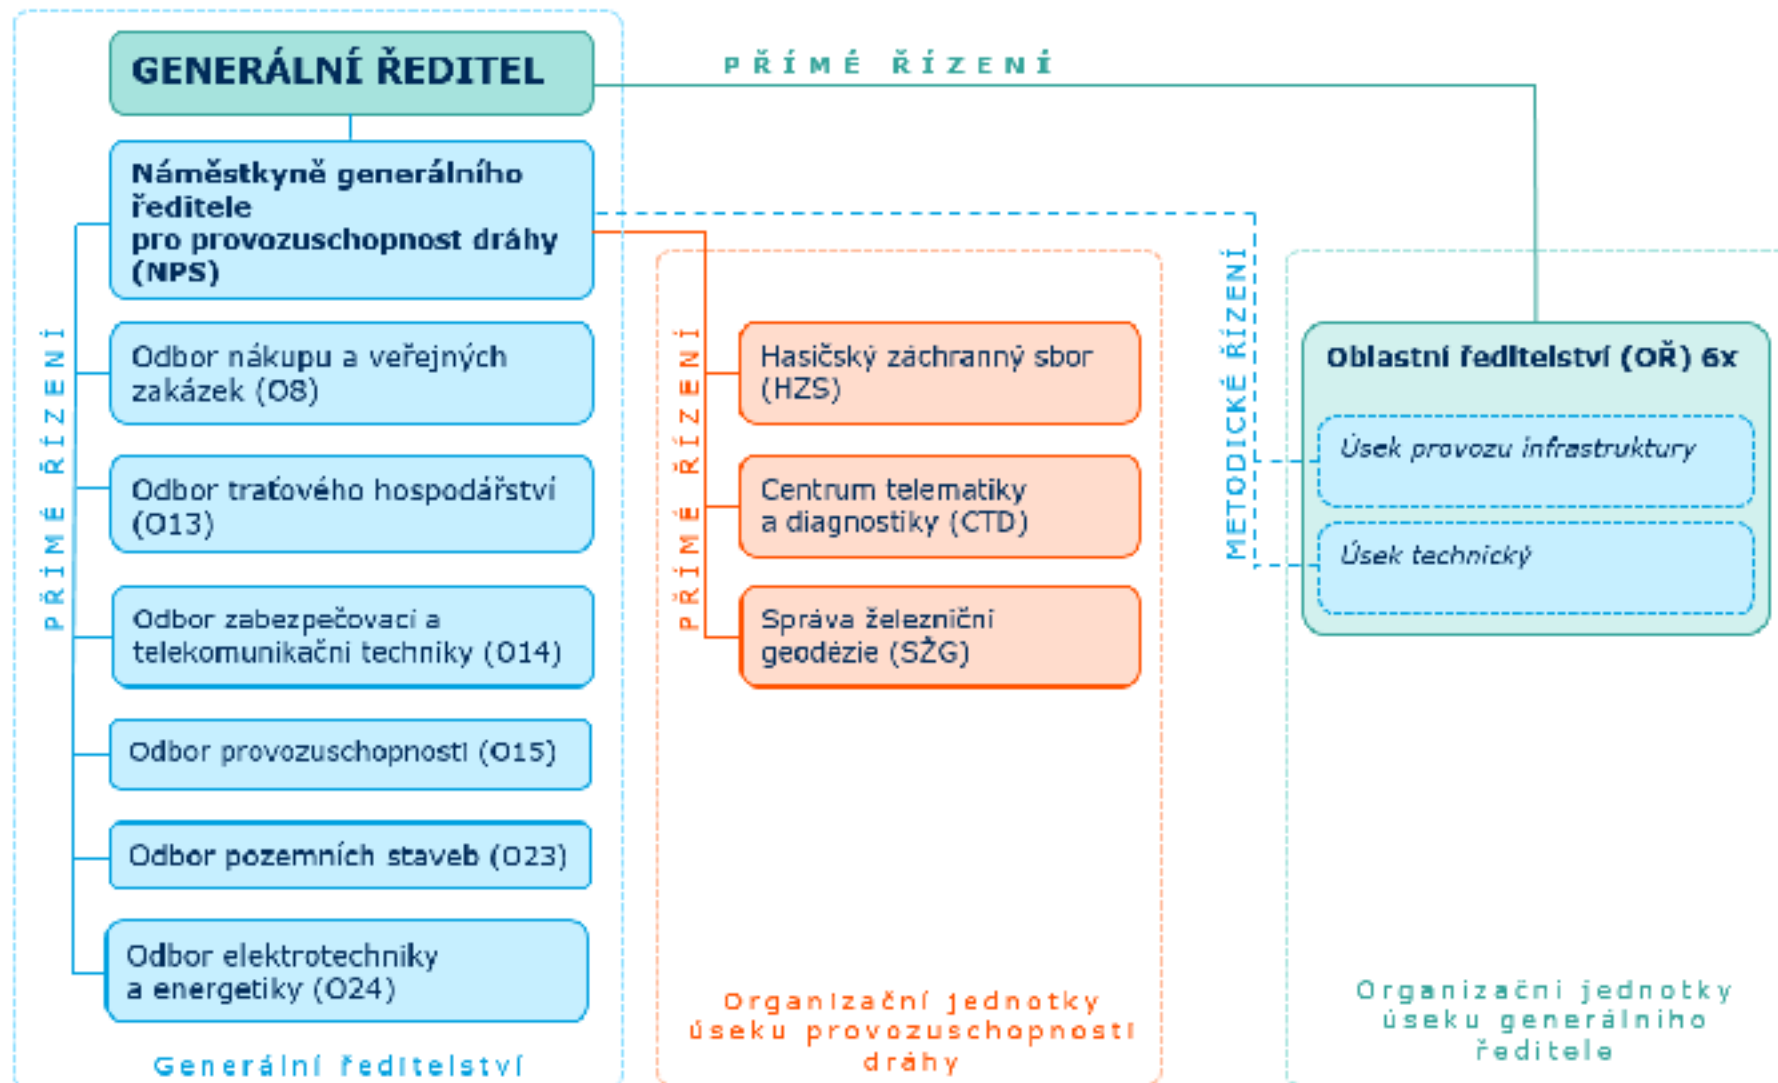 GENERÁLNÍ ŘEDITEL
PŘÍMÉ ŘÍZENÍ
Náměstkyně generálního
ředitele
pro provozuschopnost dráhy
(NPS)
PŘÍMÉ ŘÍZENÍ
Odbor nákupu a veřejných
zakázek (O8)
Odbor traťového hospodářství
(O13)
Odbor zabezpečovací a
telekomunikační techniky (O14)
Odbor provozuschopnosti (O15)
Odbor pozemních staveb (O23)
Odbor elektrotechniky
a energetiky (O24)
Generální ředitelství
PŘÍMÉ ŘÍZENÍ
Hasičský záchranný sbor
(HZS)
Centrum telematiky
a diagnostiky (CTD)
Správa železniční
geodézie (SŽG)
Organizační jednotky
úseku provozuschopnosti
dráhy
METODICKÉ ŘÍZENÍ
Oblastní ředitelství (OŘ) 6x
Úsek provozu infrastruktury
Úsek technický
Organizační jednotky
úseku generálního
ředitele